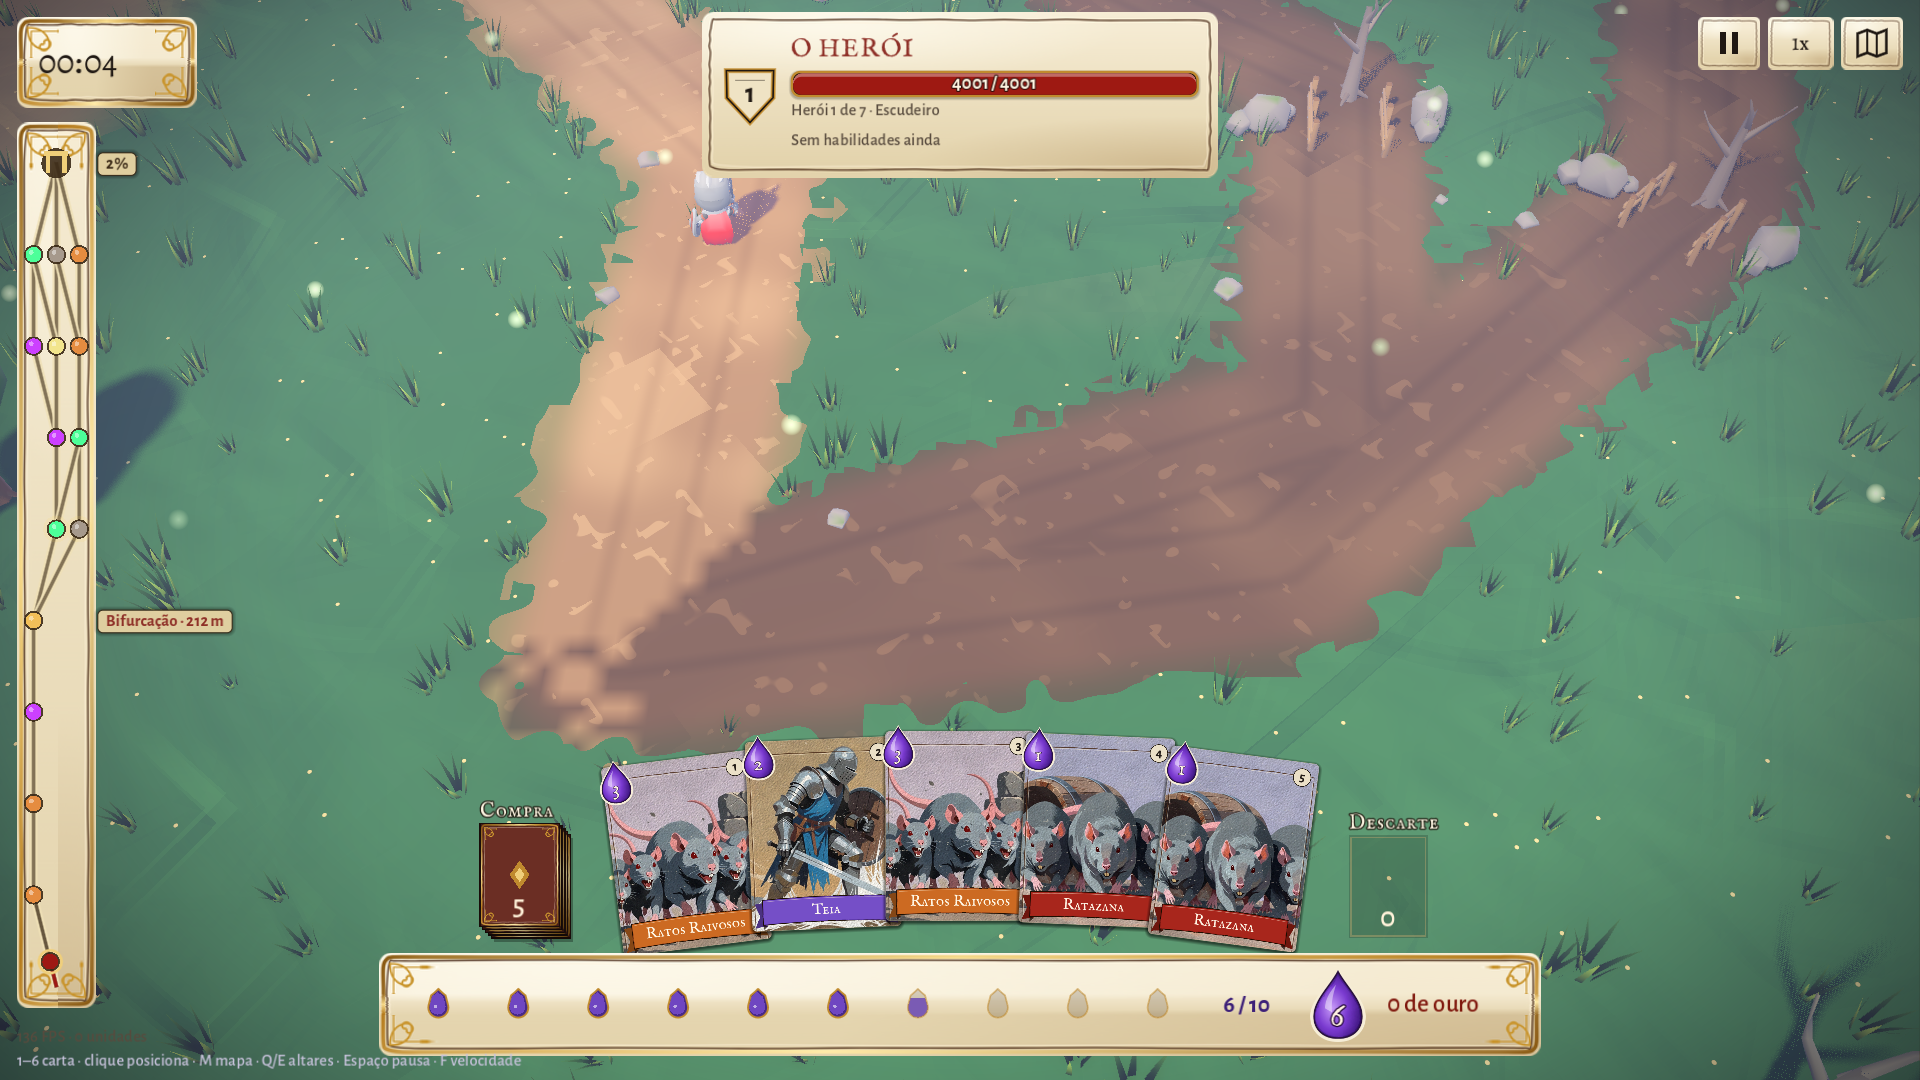 00:04
O HERÓI
1
4001 / 4001
Herói 1 de 7 · Escudeiro
Sem habilidades ainda
1x
2%
Bifurcação · 212 m
COMPRA
5
3
1
RATOS RAIVOSOS
2
2
TEIA
3
3
RATOS RAIVOSOS
1
4
RATAZANA
1
5
RATAZANA
DESCARTE
0
6 / 10
6
0 de ouro
1–6 carta · clique posiciona · M mapa · Q/E altares · Espaço pausa · F velocidade